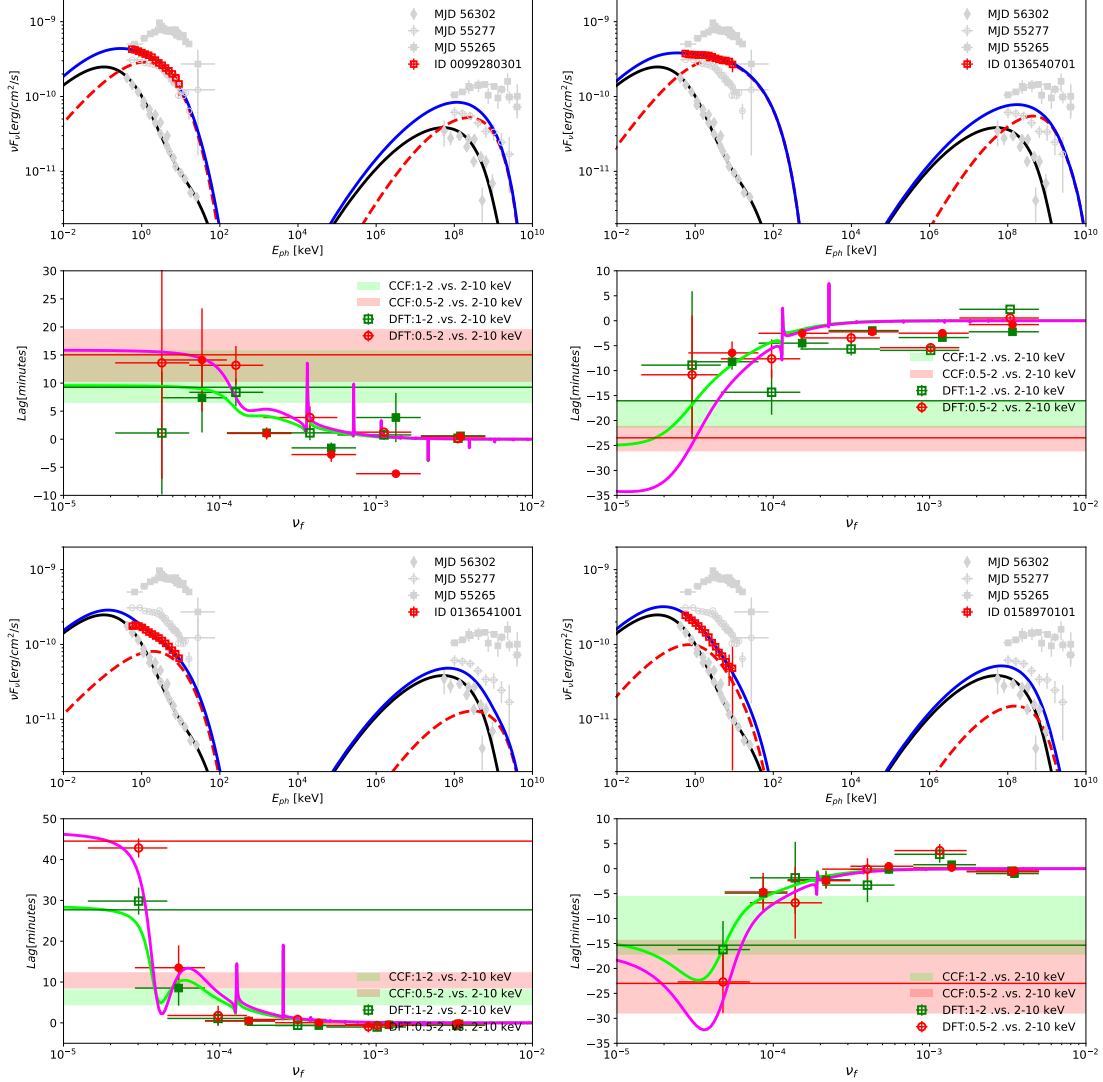 10⁻⁹
10⁻¹⁰
10⁻¹¹
νFν[erg/cm²/s]
MJD 56302
MJD 55277
MJD 55265
ID 0099280301
10⁻² 10⁰ 10² 10⁴ 10⁶ 10⁸ 10¹⁰
E_ph [keV]
10⁻⁹
10⁻¹⁰
10⁻¹¹
νFν[erg/cm²/s]
MJD 56302
MJD 55277
MJD 55265
ID 0136540701
10⁻² 10⁰ 10² 10⁴ 10⁶ 10⁸ 10¹⁰
E_ph [keV]
30
25
20
15
10
5
0
−5
−10
Lag[minutes]
CCF:1-2 .vs. 2-10 keV
CCF:0.5-2 .vs. 2-10 keV
DFT:1-2 .vs. 2-10 keV
DFT:0.5-2 .vs. 2-10 keV
10⁻⁵ 10⁻⁴ 10⁻³ 10⁻²
ν_f
10
5
0
−5
−10
−15
−20
−25
−30
−35
Lag[minutes]
CCF:1-2 .vs. 2-10 keV
CCF:0.5-2 .vs. 2-10 keV
DFT:1-2 .vs. 2-10 keV
DFT:0.5-2 .vs. 2-10 keV
10⁻⁵ 10⁻⁴ 10⁻³ 10⁻²
ν_f
10⁻⁹
10⁻¹⁰
10⁻¹¹
νFν[erg/cm²/s]
MJD 56302
MJD 55277
MJD 55265
ID 0136541001
10⁻² 10⁰ 10² 10⁴ 10⁶ 10⁸ 10¹⁰
E_ph [keV]
10⁻⁹
10⁻¹⁰
10⁻¹¹
νFν[erg/cm²/s]
MJD 56302
MJD 55277
MJD 55265
ID 0158970101
10⁻² 10⁰ 10² 10⁴ 10⁶ 10⁸ 10¹⁰
E_ph [keV]
50
40
30
20
10
0
Lag[minutes]
CCF:1-2 .vs. 2-10 keV
CCF:0.5-2 .vs. 2-10 keV
DFT:1-2 .vs. 2-10 keV
DFT:0.5-2 .vs. 2-10 keV
10⁻⁵ 10⁻⁴ 10⁻³ 10⁻²
ν_f
10
5
0
−5
−10
−15
−20
−25
−30
−35
Lag[minutes]
CCF:1-2 .vs. 2-10 keV
CCF:0.5-2 .vs. 2-10 keV
DFT:1-2 .vs. 2-10 keV
DFT:0.5-2 .vs. 2-10 keV
10⁻⁵ 10⁻⁴ 10⁻³ 10⁻²
ν_f